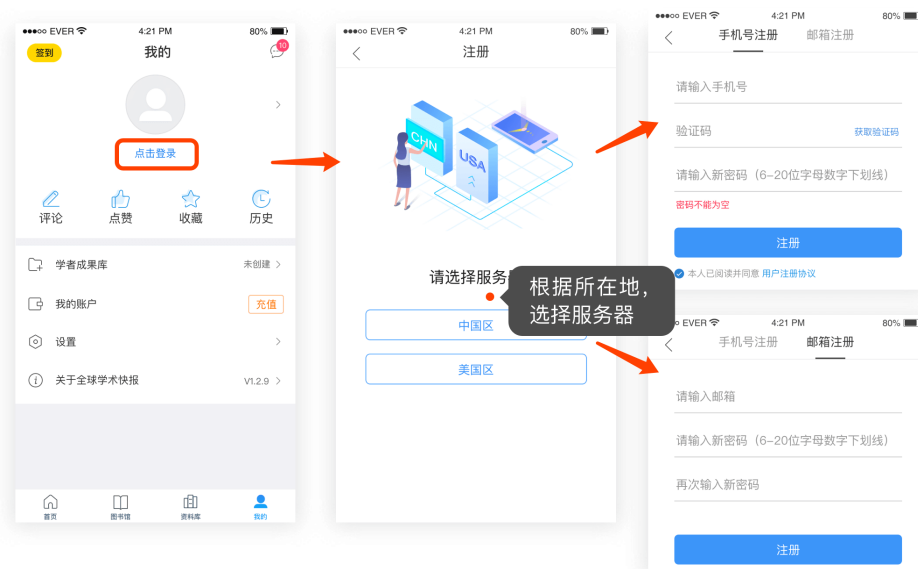 EVER
4:21 PM
80%
签到
我的
10
点击登录
评论
点赞
收藏
历史
学者成果库
未创建
我的账户
充值
设置
关于全球学术快报
V1.2.9
首页
图书馆
资料库
我的
EVER
4:21 PM
80%
注册
CHN
USA
请选择服务
根据所在地，
选择服务器
中国区
美国区
EVER
4:21 PM
80%
手机号注册
邮箱注册
请输入手机号
验证码
获取验证码
请输入新密码（6-20位字母数字下划线）
密码不能为空
注册
本人已阅读并同意 用户注册协议
EVER
4:21 PM
80%
手机号注册
邮箱注册
请输入邮箱
请输入新密码（6-20位字母数字下划线）
再次输入新密码
注册